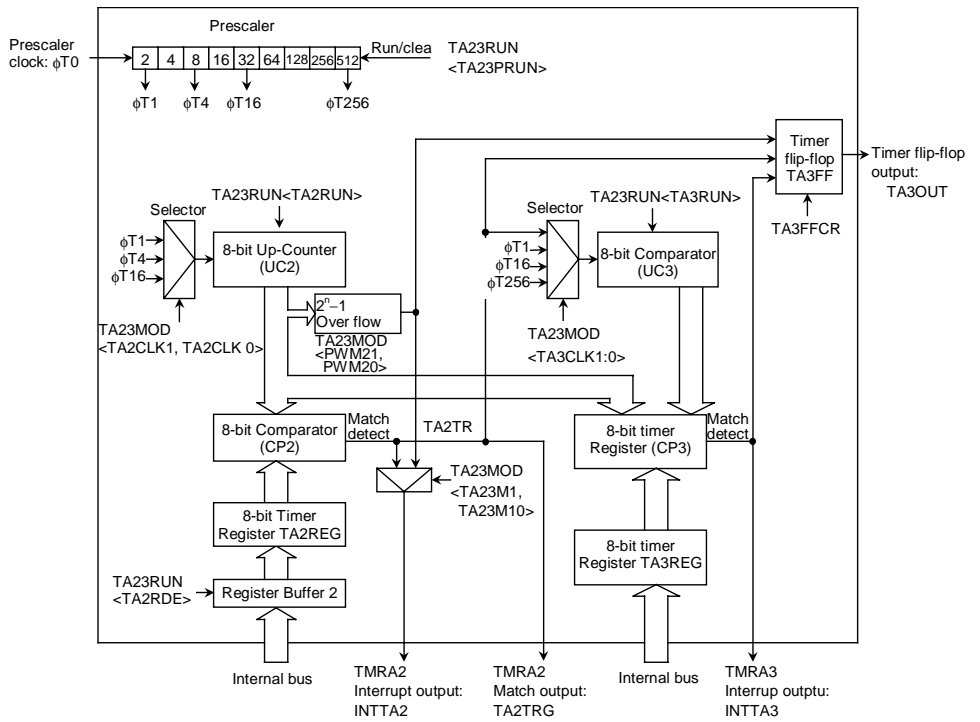 Prescaler
Prescaler
clock: ϕT0
2 4 8 16 32 64 128 256 512
Run/clea
TA23RUN
<TA23PRUN>
ϕT1 ϕT4 ϕT16 ϕT256
Timer
flip-flop
TA3FF
Timer flip-flop
output:
TA3OUT
TA3FFCR
TA23RUN<TA2RUN>
Selector
ϕT1
ϕT4
ϕT16
8-bit Up-Counter
(UC2)
TA23MOD
<TA2CLK1, TA2CLK 0>
2ⁿ−1
Over flow
TA23MOD
<PWM21,
PWM20>
TA23RUN<TA3RUN>
Selector
ϕT1
ϕT16
ϕT256
8-bit Comparator
(UC3)
TA23MOD
<TA3CLK1:0>
8-bit Comparator
(CP2)
Match
detect
TA2TR
8-bit timer
Register (CP3)
Match
detect
TA23MOD
<TA23M1,
TA23M10>
8-bit Timer
Register TA2REG
8-bit timer
Register TA3REG
TA23RUN
<TA2RDE>
Register Buffer 2
Internal bus
TMRA2
Interrupt output:
INTTA2
TMRA2
Match output:
TA2TRG
Internal bus
TMRA3
Interrup outptu:
INTTA3